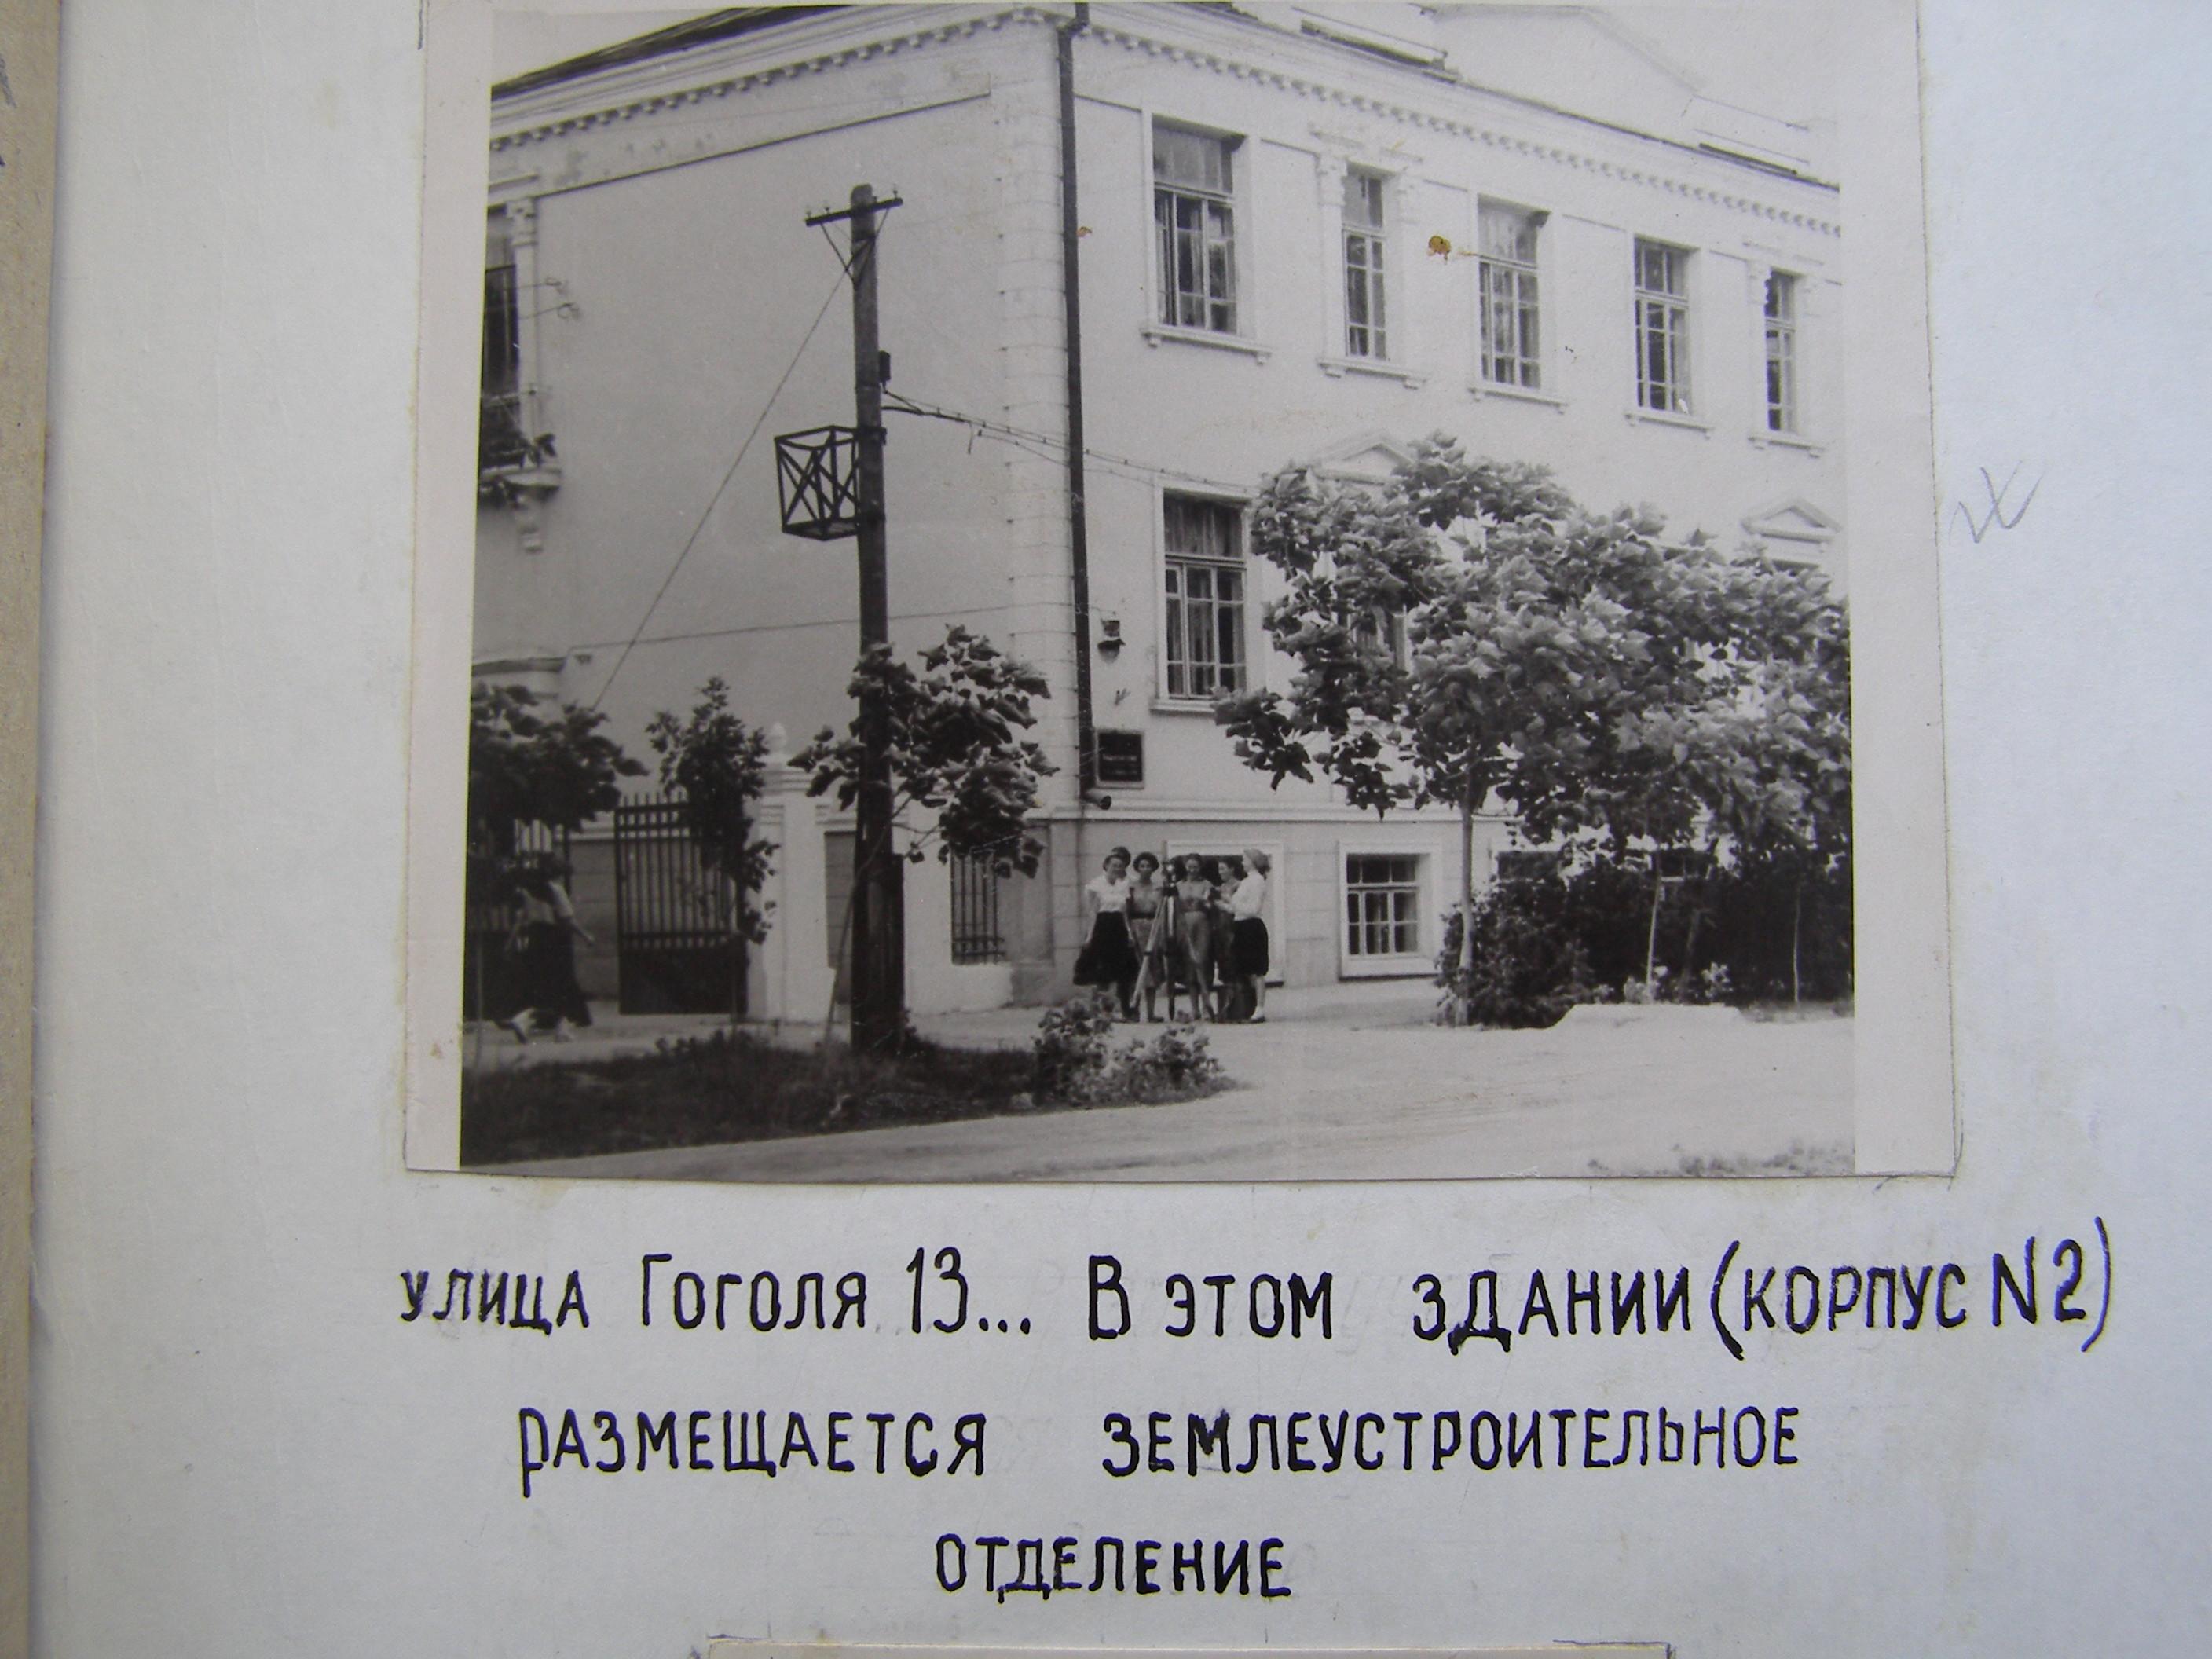 улица Гоголя 13... В этом здании (корпус N2)
размещается землеустроительное
отделение